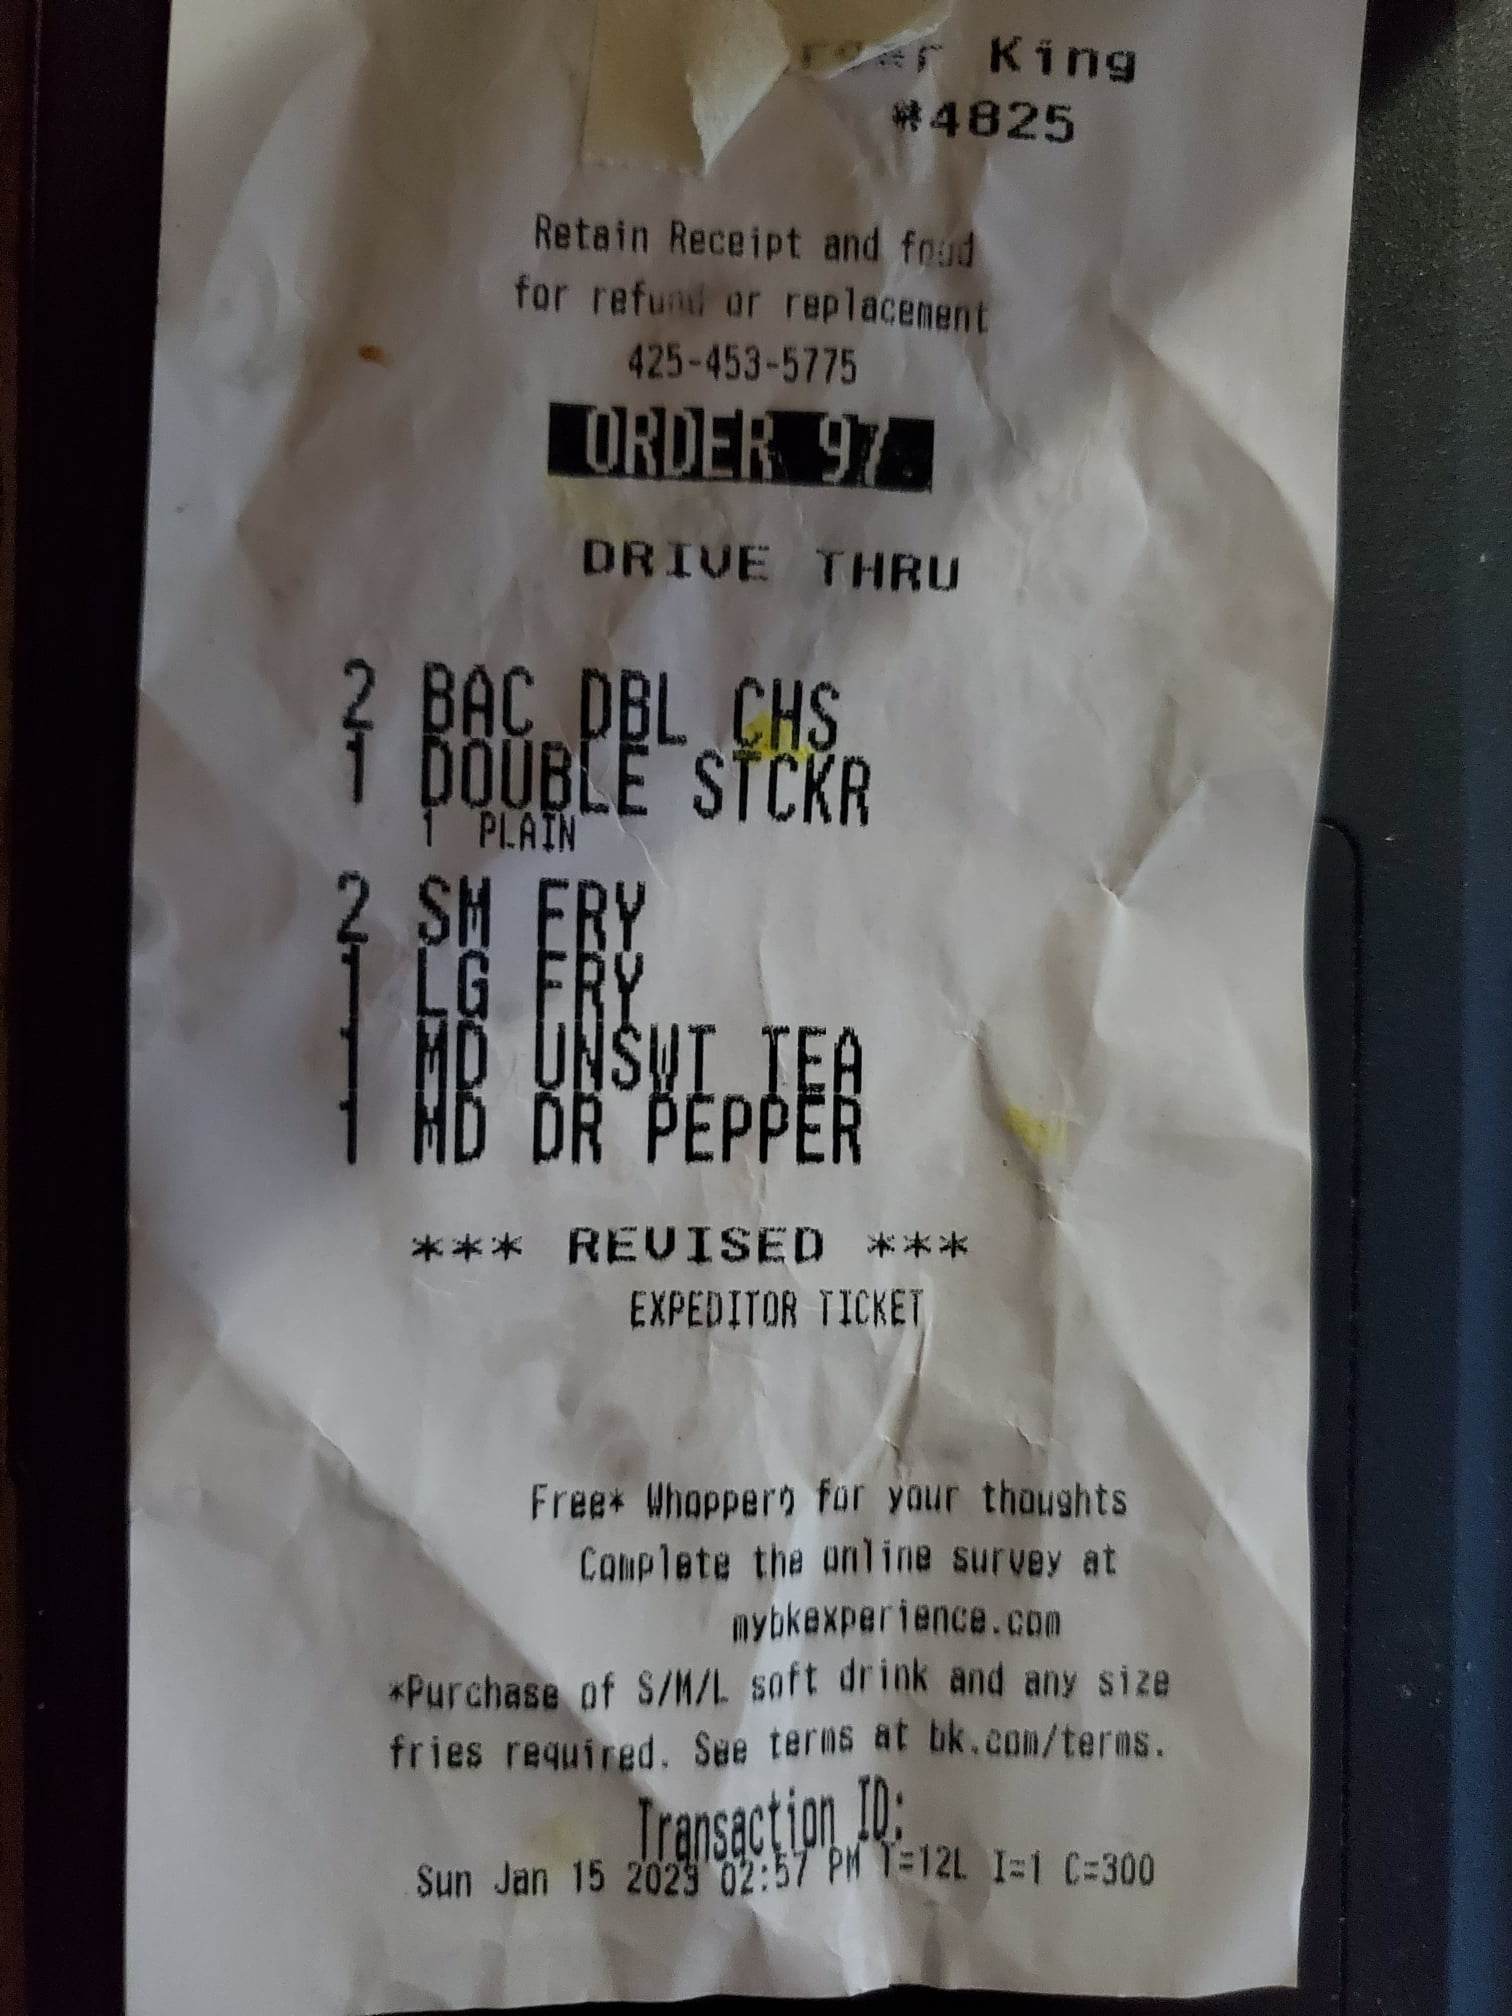 King
#4825
Retain Receipt and food
for refund or replacement
425-453-5775
ORDER 97
DRIVE THRU
2 BAC DBL CHS
1 DOUBLE STCKR
1 PLAIN
2 SM FRY
1 LG FRY
1 MD UNSWT TEA
1 MD DR PEPPER
*** REVISED ***
EXPEDITOR TICKET
Free* Whopper® for your thoughts
Complete the online survey at
mybkexperience.com
*Purchase of S/M/L soft drink and any size
fries required. See terms at bk.com/terms.
Transaction ID:
Sun Jan 15 2023 02:57 PM T=12L I=1 C=300